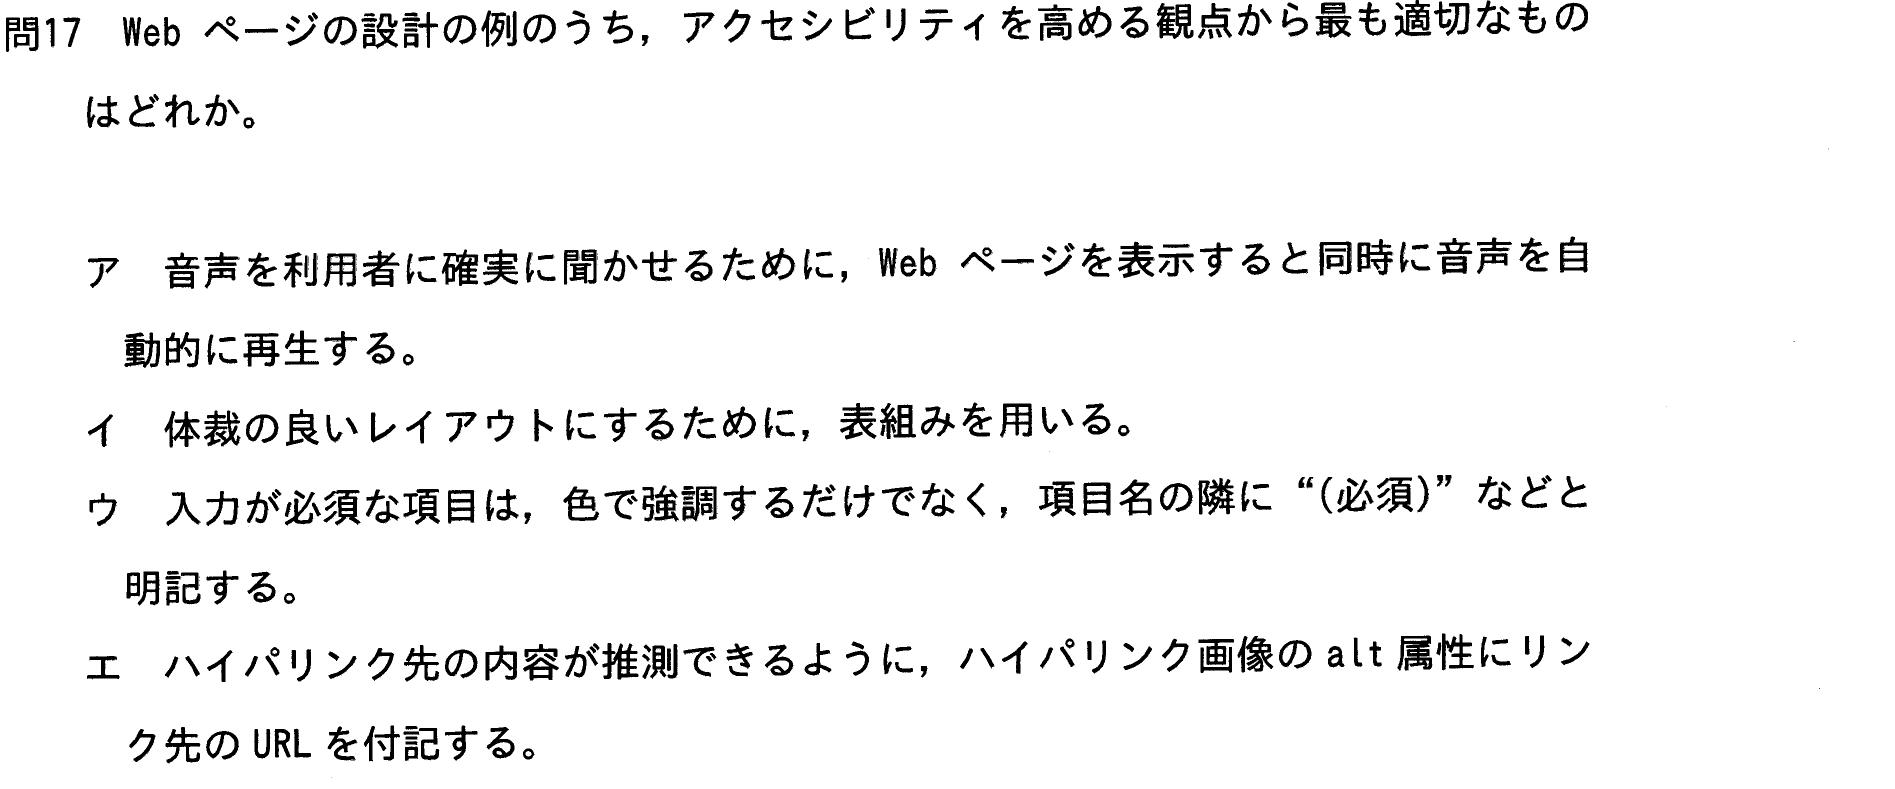 問17 Web ページの設計の例のうち，アクセシビリティを高める観点から最も適切なもの
はどれか。
ア 音声を利用者に確実に聞かせるために，Web ページを表示すると同時に音声を自
動的に再生する。
イ 体裁の良いレイアウトにするために，表組みを用いる。
ウ 入力が必須な項目は，色で強調するだけでなく，項目名の隣に“(必須)”などと
明記する。
エ ハイパリンク先の内容が推測できるように，ハイパリンク画像の alt 属性にリン
ク先の URL を付記する。